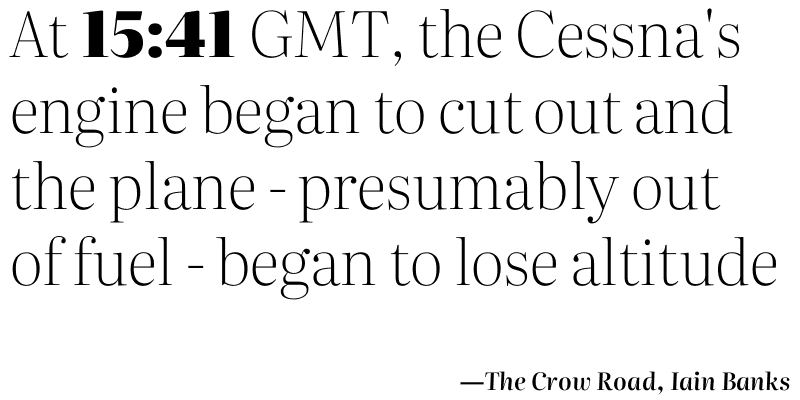 At 15:41 GMT, the Cessna's
engine began to cut out and
the plane - presumably out
of fuel - began to lose altitude
—The Crow Road, Iain Banks